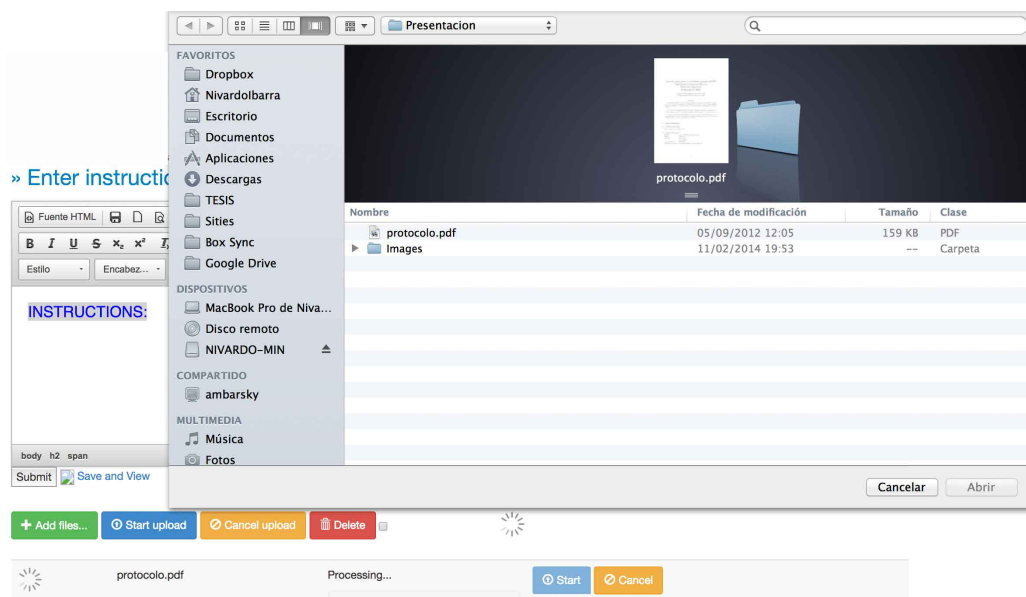 Presentacion
FAVORITOS
Dropbox
NivardoIbarra
Escritorio
Documentos
Aplicaciones
Descargas
TESIS
Sities
Box Sync
Google Drive
DISPOSITIVOS
MacBook Pro de Niva...
Disco remoto
NIVARDO-MIN
COMPARTIDO
ambarsky
MULTIMEDIA
Música
Fotos
protocolo.pdf
Nombre Fecha de modificación Tamaño Clase
protocolo.pdf 05/09/2012 12:05 159 KB PDF
Images 11/02/2014 19:53 -- Carpeta
Cancelar Abrir
» Enter instructio
Fuente HTML
B I U S x₂ x² I
Estilo Encabez...
INSTRUCTIONS:
body h2 span
Submit Save and View
Add files... Start upload Cancel upload Delete
protocolo.pdf Processing... Start Cancel